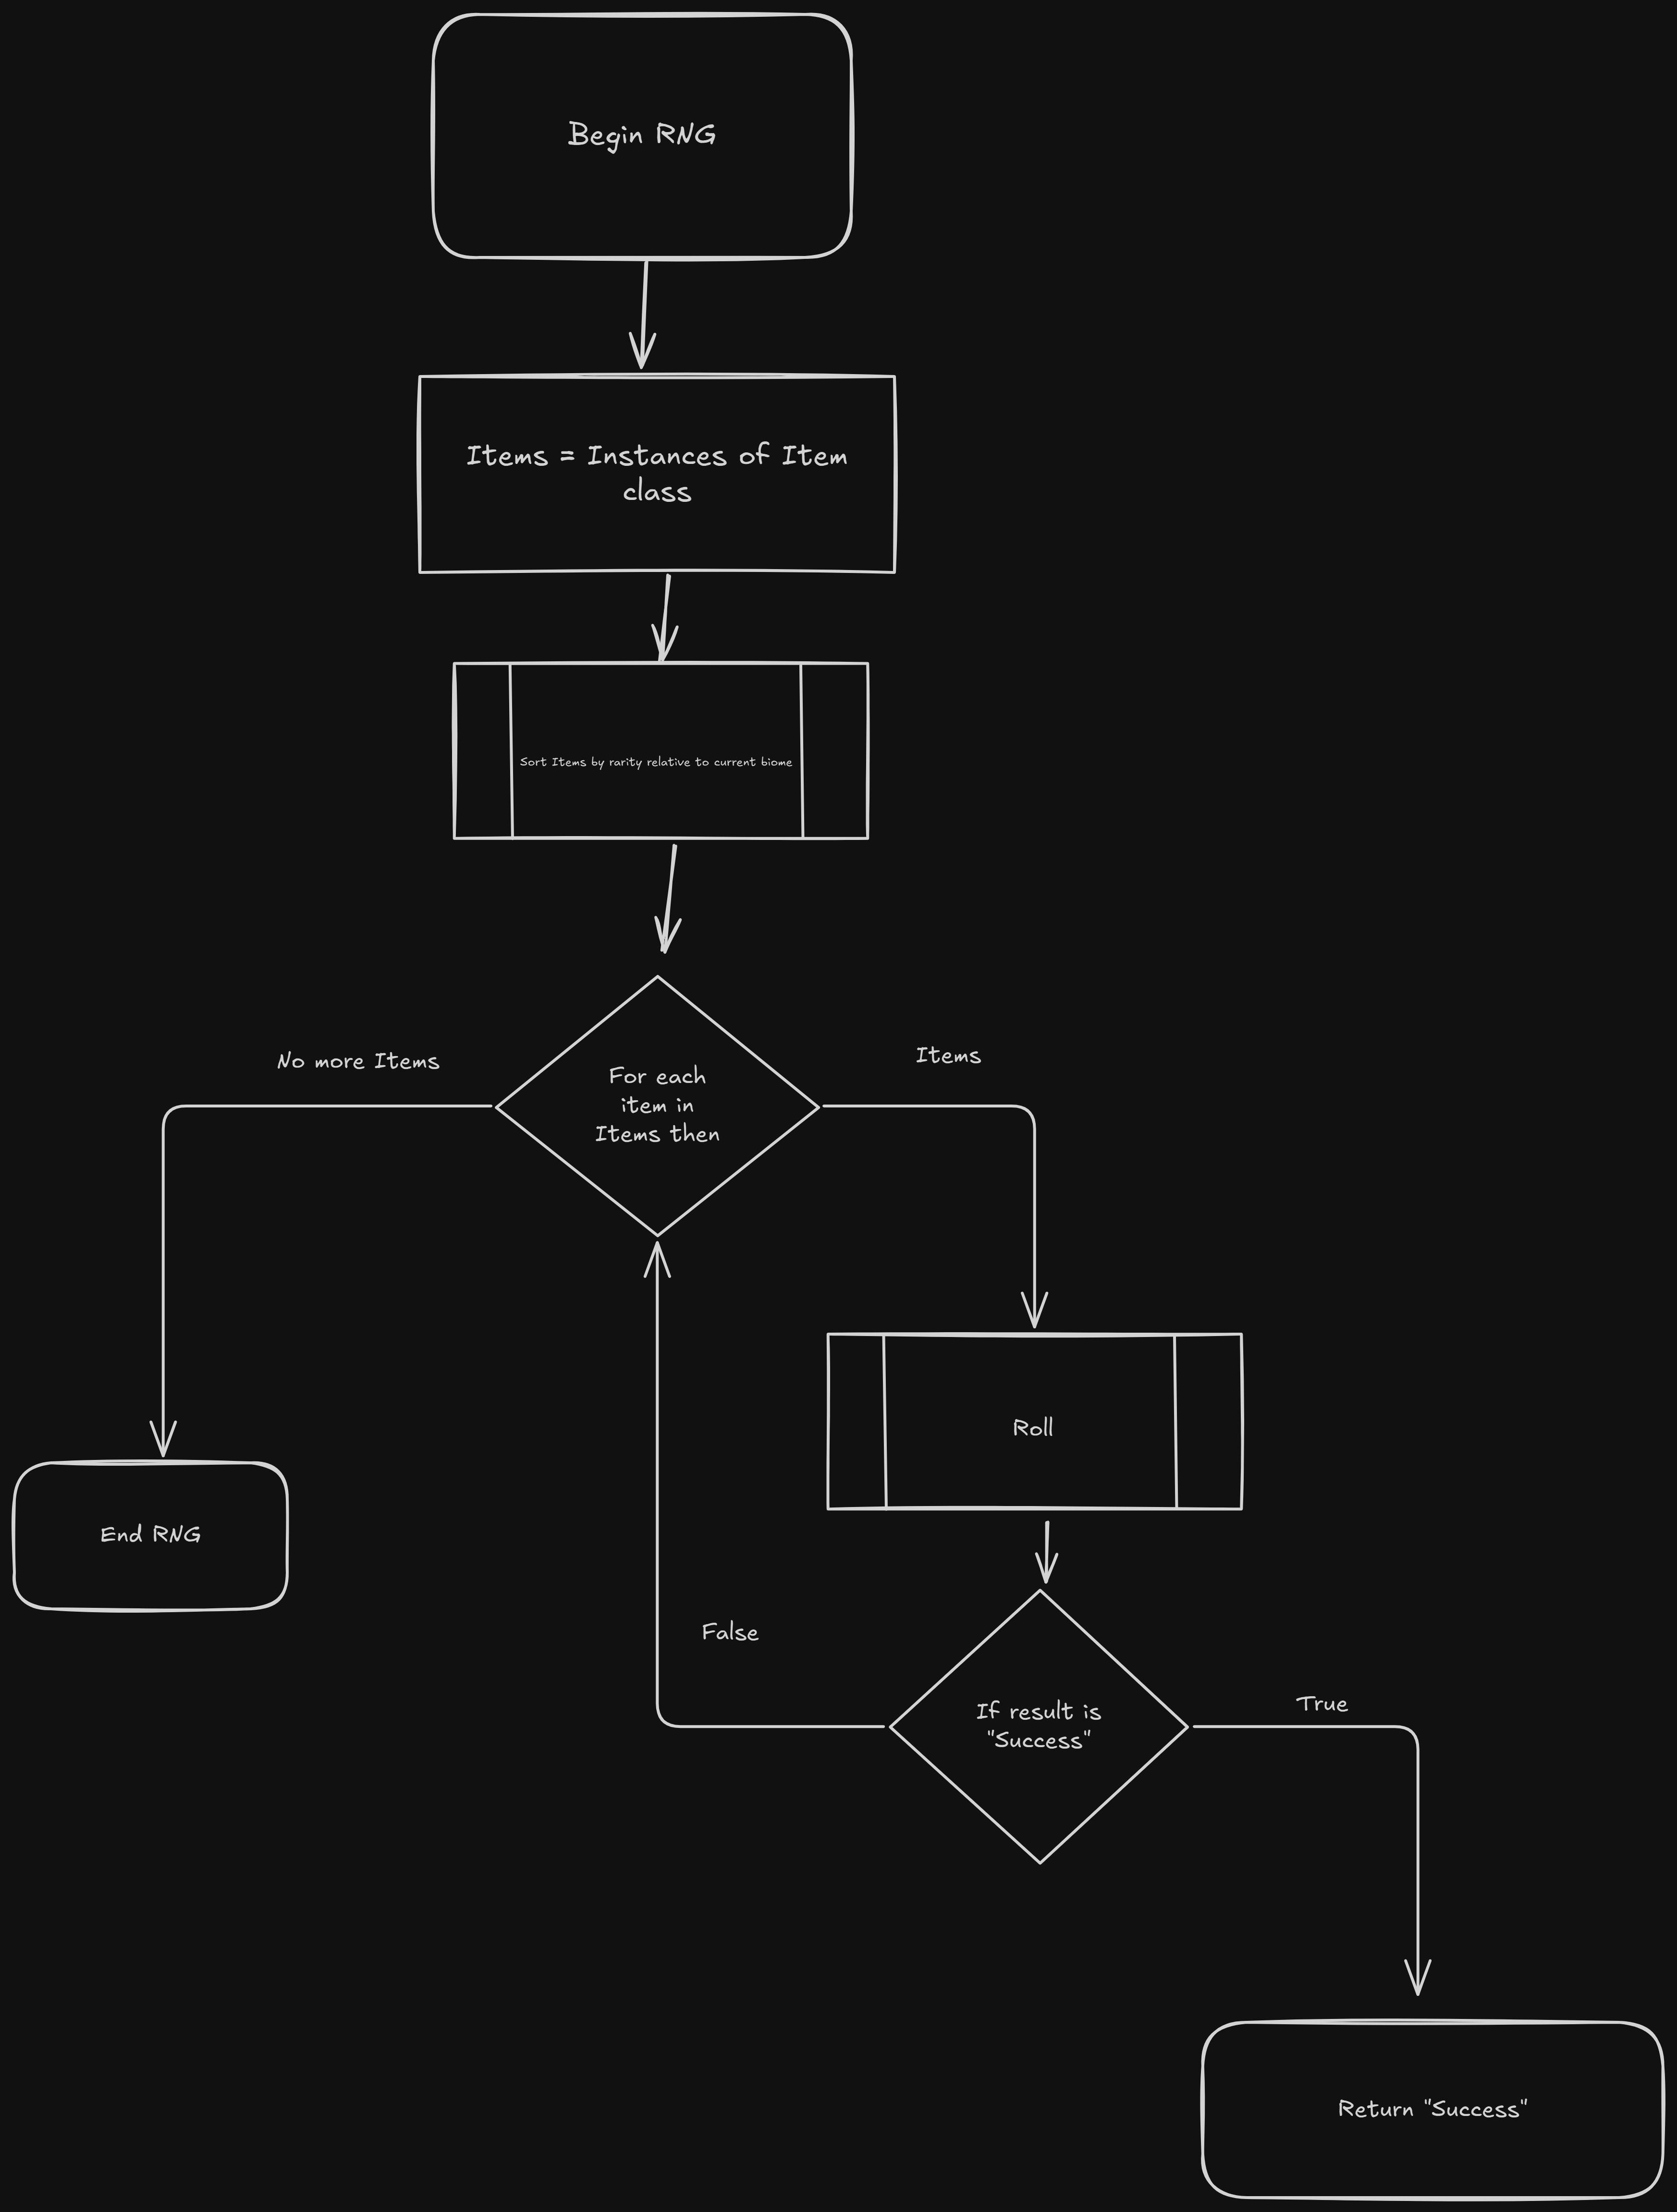 Begin RNG
Items = Instances of Item
class
Sort Items by rarity relative to current biome
No more Items
For each
item in
Items then
Items
Roll
End RNG
False
If result is
"Success"
True
Return "Success"